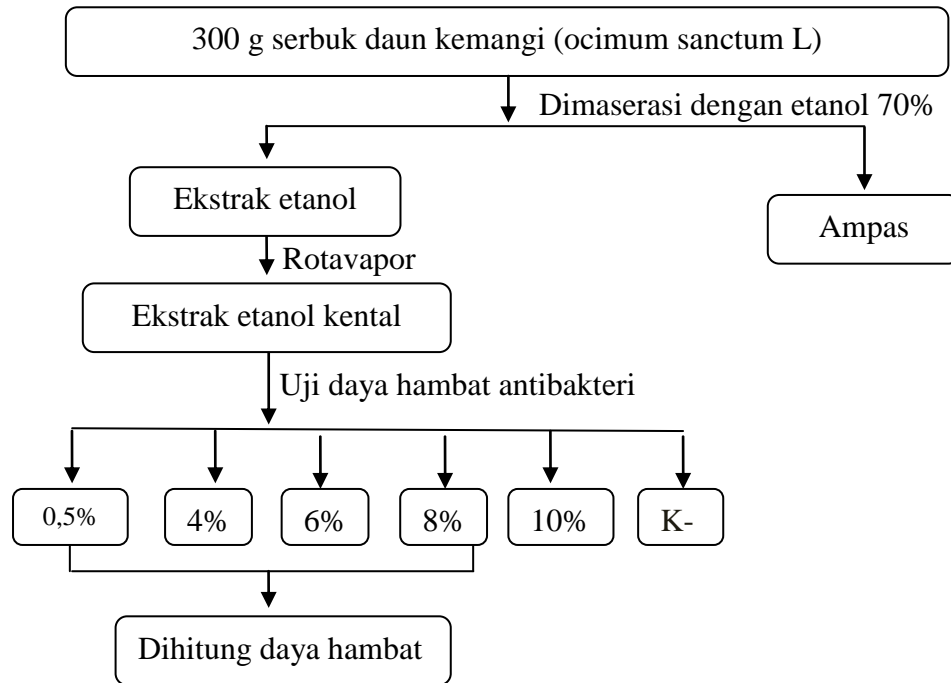 300 g serbuk daun kemangi (ocimum sanctum L)
Dimaserasi dengan etanol 70%
Ekstrak etanol
Ampas
Rotavapor
Ekstrak etanol kental
Uji daya hambat antibakteri
0,5%
4%
6%
8%
10%
K-
Dihitung daya hambat